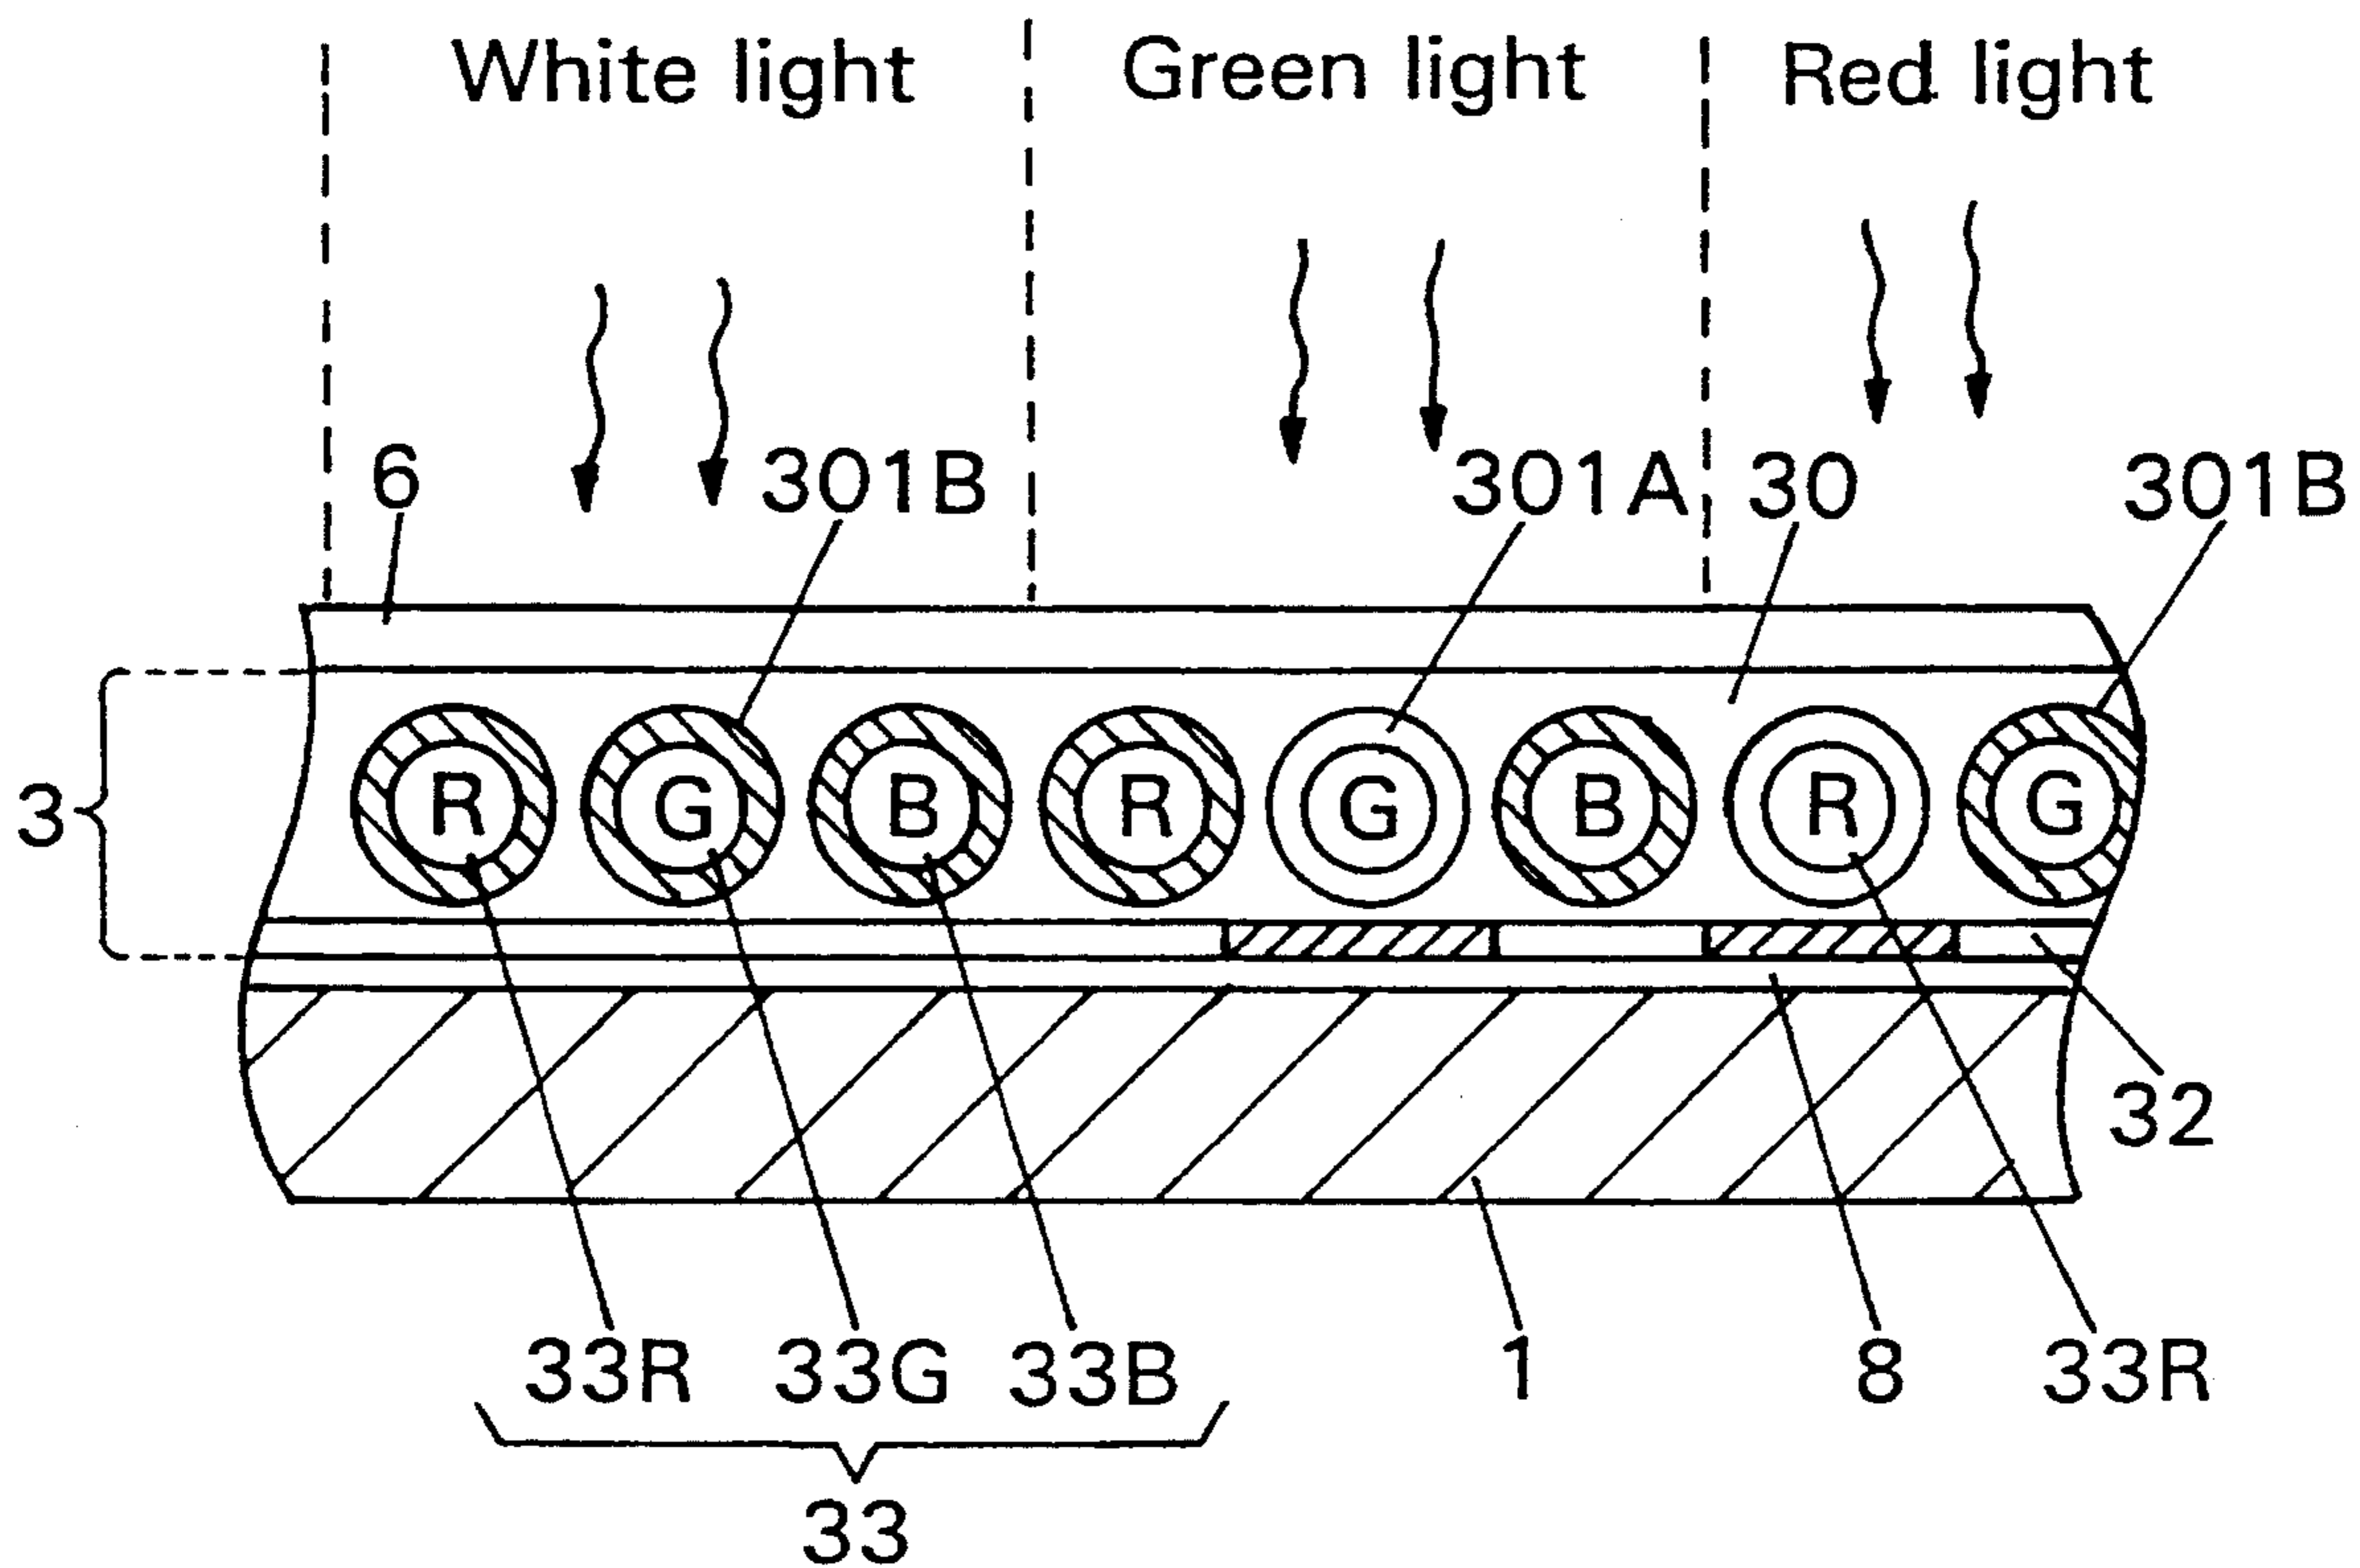 White light Green light Red light
6 301B 301A 30 301B
3
R G B R G B R G
32
33R 33G 33B 1 8 33R
33